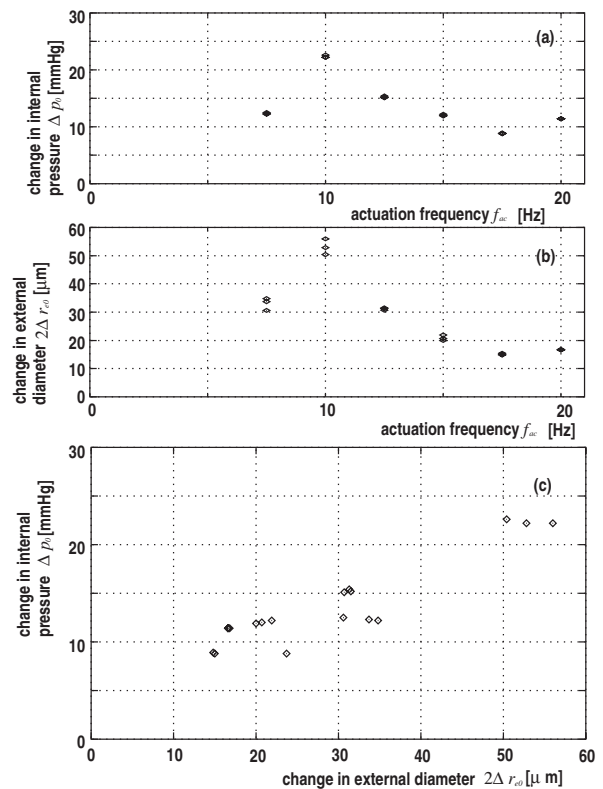 change in internal
pressure Δ p₀ [mmHg]
30
20
10
0
(a)
0
10
20
actuation frequency f_ac [Hz]
change in external
diameter 2Δ r_e0 [μm]
60
50
40
30
20
10
0
(b)
0
10
20
actuation frequency f_ac [Hz]
change in internal
pressure Δ p₀ [mmHg]
30
20
10
0
(c)
0
10
20
30
40
50
60
change in external diameter 2Δ r_e0 [μ m]